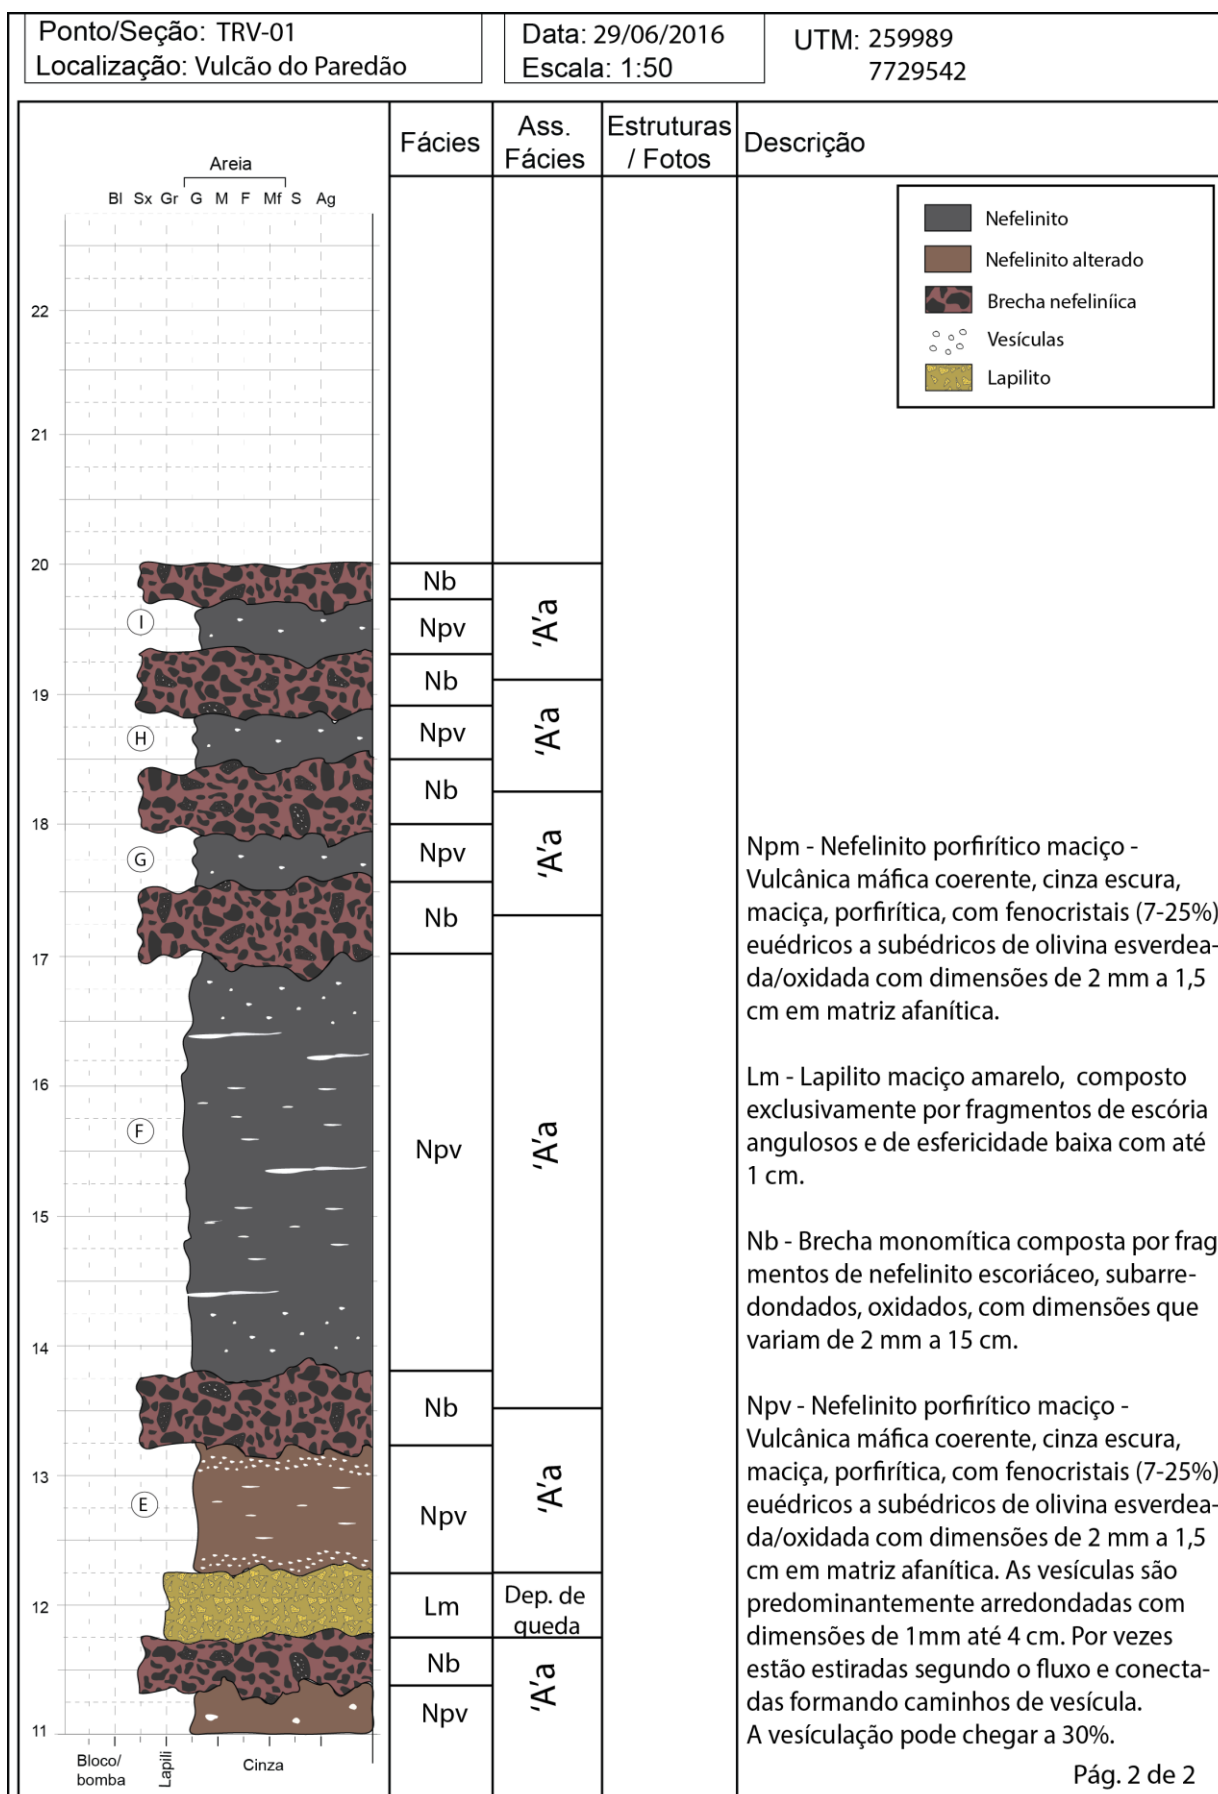 Ponto/Seção: TRV-01
Localização: Vulcão do Paredão
Data: 29/06/2016
Escala: 1:50
UTM: 259989
7729542
Fácies
Ass. Fácies
Estruturas / Fotos
Descrição
Areia
Bl Sx Gr G M F Mf S Ag
Nefelinito
Nefelinito alterado
Brecha nefeliníica
Vesículas
Lapilito
22
21
20
Nb
'A'a
I
Npv
Nb
19
H
Npv
'A'a
Nb
18
G
Npv
'A'a
Nb
17
16
F
Npv
'A'a
15
14
Nb
13
E
Npv
'A'a
12
Lm
Dep. de
queda
Nb
'A'a
Npv
11
Bloco/
bomba
Lapili
Cinza
Npm - Nefelinito porfirítico maciço -
Vulcânica máfica coerente, cinza escura,
maciça, porfirítica, com fenocristais (7-25%)
euédricos a subédricos de olivina esverdea-
da/oxidada com dimensões de 2 mm a 1,5
cm em matriz afanítica.
Lm - Lapilito maciço amarelo, composto
exclusivamente por fragmentos de escória
angulosos e de esfericidade baixa com até
1 cm.
Nb - Brecha monomítica composta por frag
mentos de nefelinito escoriáceo, subarre-
dondados, oxidados, com dimensões que
variam de 2 mm a 15 cm.
Npv - Nefelinito porfirítico maciço -
Vulcânica máfica coerente, cinza escura,
maciça, porfirítica, com fenocristais (7-25%)
euédricos a subédricos de olivina esverdea-
da/oxidada com dimensões de 2 mm a 1,5
cm em matriz afanítica. As vesículas são
predominantemente arredondadas com
dimensões de 1mm até 4 cm. Por vezes
estão estiradas segundo o fluxo e conecta-
das formando caminhos de vesícula.
A vesículação pode chegar a 30%.
Pág. 2 de 2